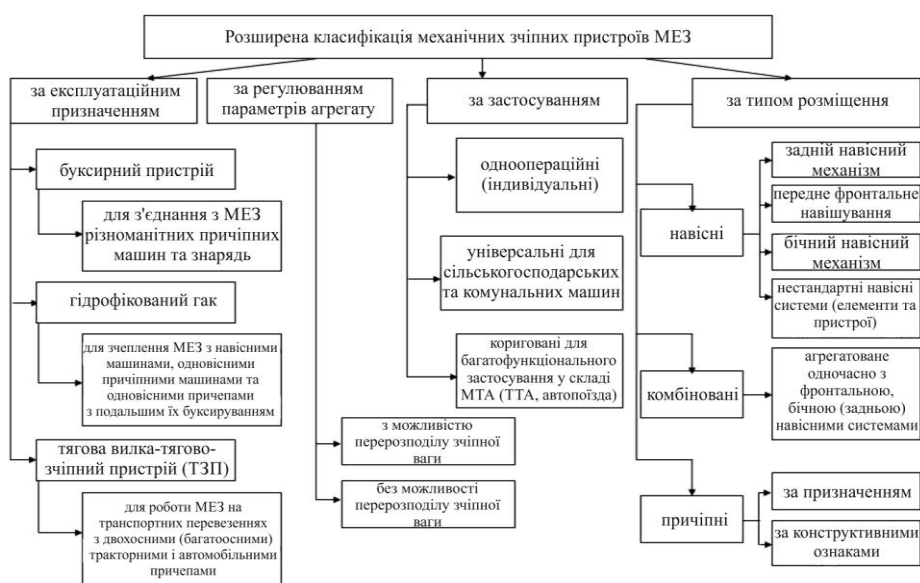 Розширена класифікація механічних зчіпних пристроїв МЕЗ
за експлуатаційним
призначенням
буксирний пристрій
для з'єднання з МЕЗ
різноманітних причіпних
машин та знарядь
гідрофікований гак
для зчеплення МЕЗ з навісними
машинами, одновісними
причіпними машинами та
одновісними причепами
з подальшим їх буксируванням
тягова вилка-тягово-
зчіпний пристрій (ТЗП)
для роботи МЕЗ на
транспортних перевезеннях
з двохосними (багатоосними)
тракторними і автомобільними
причепами
за регулюванням
параметрів агрегату
з можливістю
перерозподілу зчіпної
ваги
без можливості
перерозподілу зчіпної
ваги
за застосуванням
однооопераційні
(індивідуальні)
універсальні для
сільськогосподарських
та комунальних машин
кориговані для
багатофункціонального
застосування у складі
МТА (ТТА, автопоїзда)
за типом розміщення
навісні
задній навісний
механізм
передне фронтальне
навішування
бічний навісний
механізм
нестандартні навісні
системи (елементи та
пристрої)
комбіновані
агрегатоване
одночасно з
фронтальною,
бічною (задньою)
навісними системами
причіпні
за призначенням
за конструктивними
ознаками